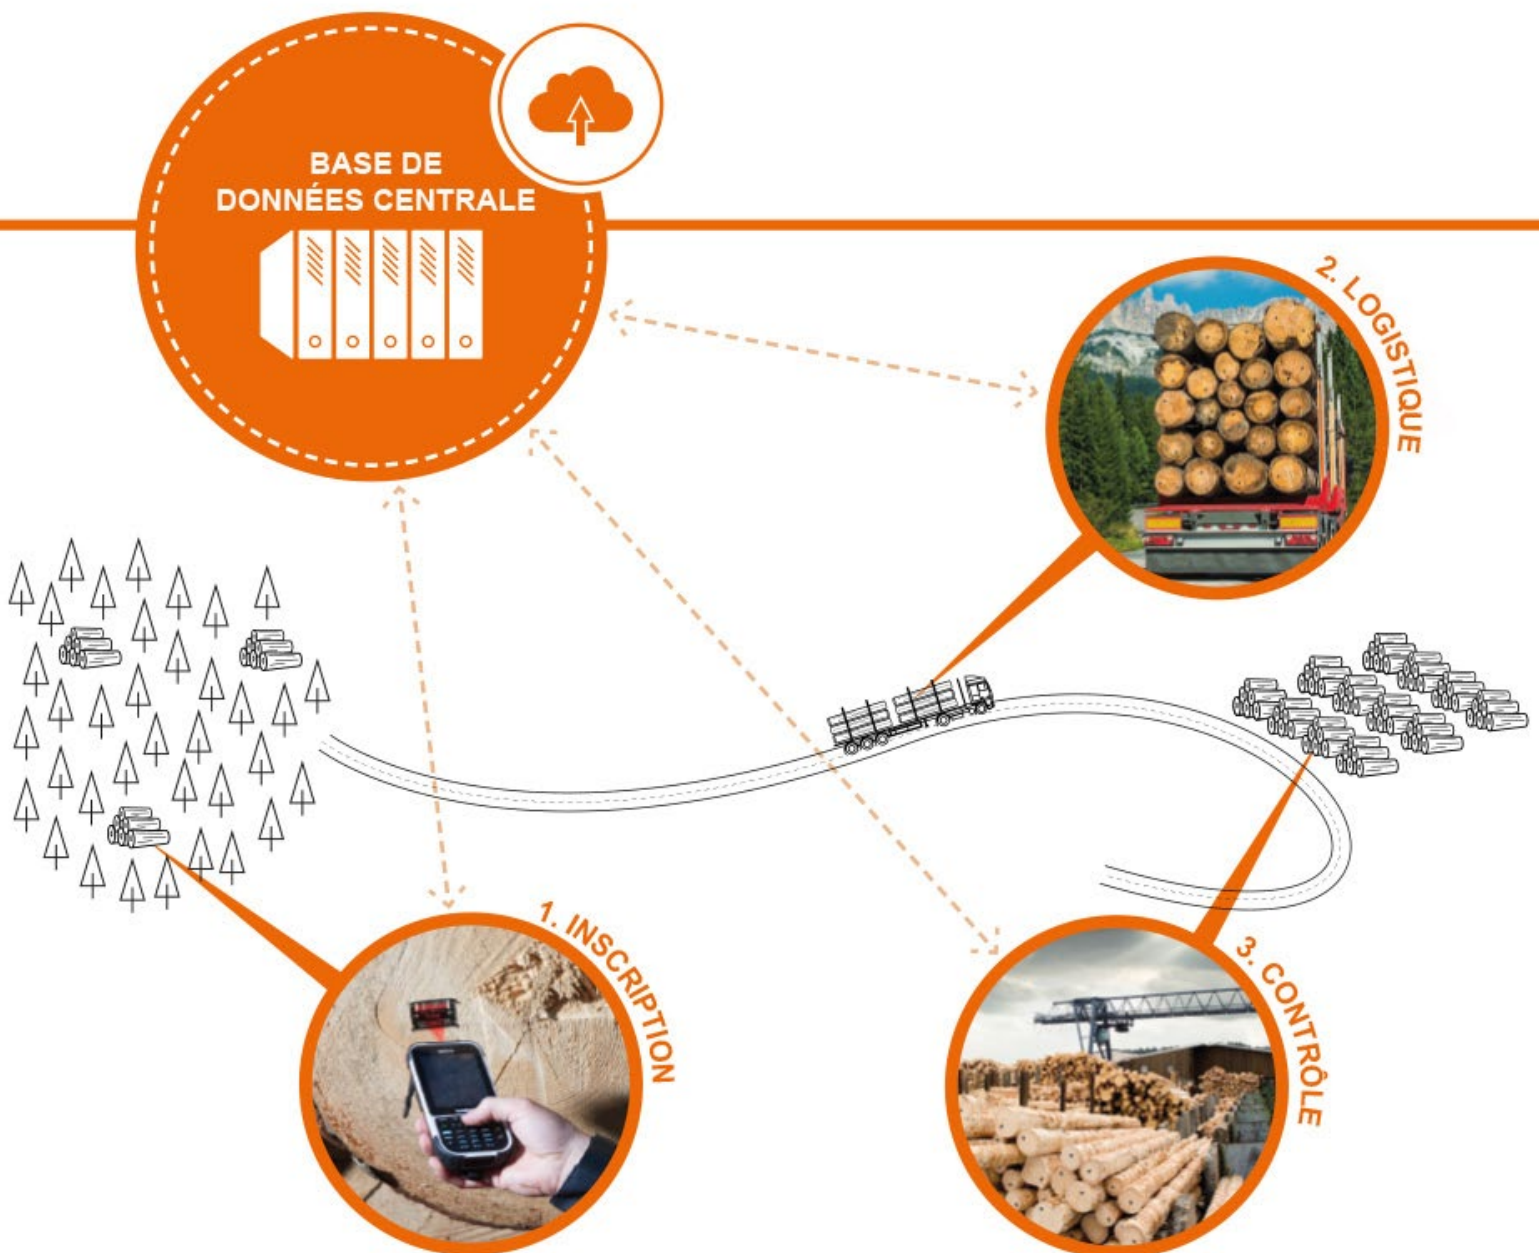 BASE DE
DONNÉES CENTRALE
2. LOGISTIQUE
1. INSCRIPTION
3. CONTRÔLE